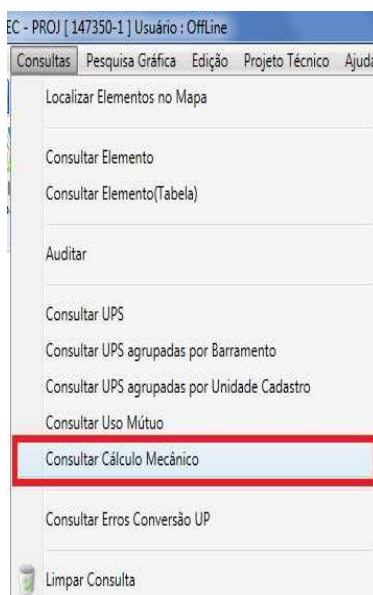 EC - PROJ [ 147350-1 ] Usuário : OffLine
Consultas Pesquisa Gráfica Edição Projeto Técnico Ajuda
Localizar Elementos no Mapa
Consultar Elemento
Consultar Elemento(Tabela)
Auditar
Consultar UPS
Consultar UPS agrupadas por Barramento
Consultar UPS agrupadas por Unidade Cadastro
Consultar Uso Mútuo
Consultar Cálculo Mecânico
Consultar Erros Conversão UP
Limpar Consulta